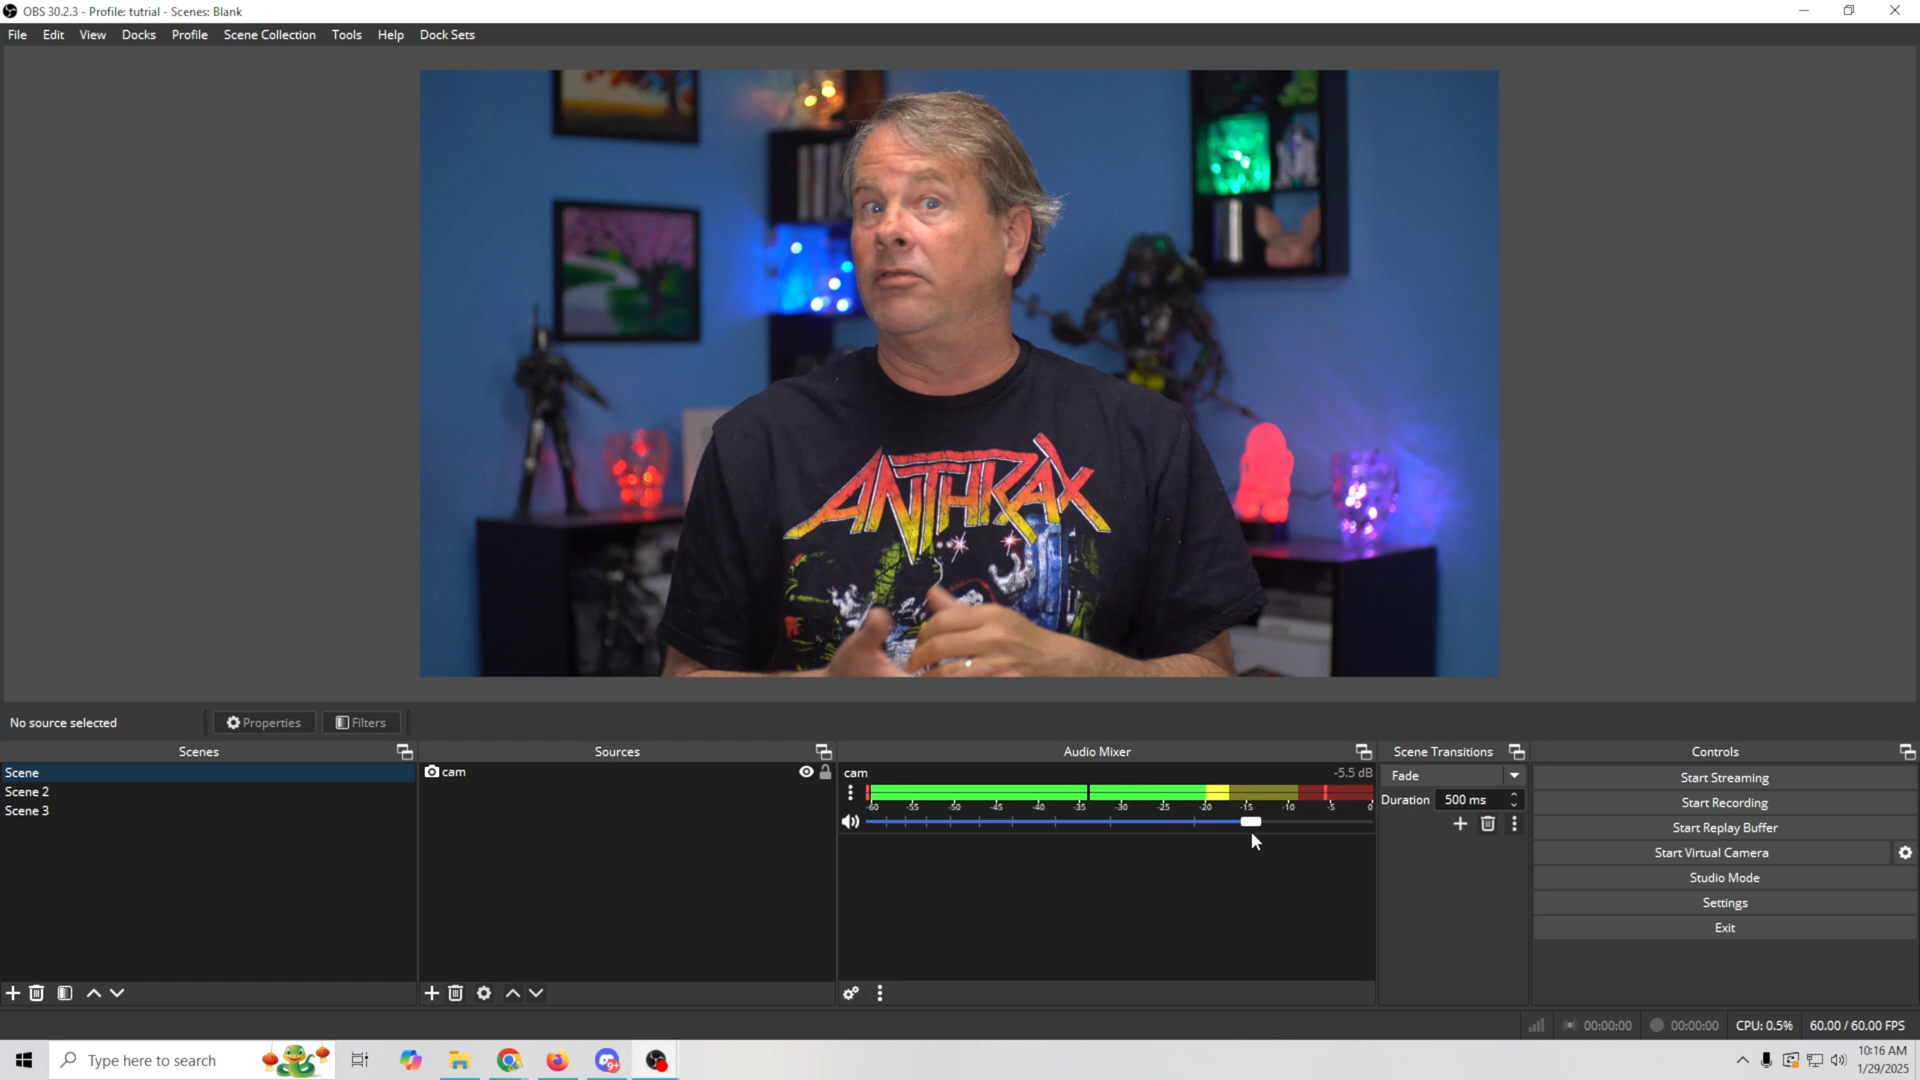 OBS 30.2.3 - Profile: tutrial - Scenes: Blank
File Edit View Docks Profile Scene Collection Tools Help Dock Sets
ANTHRAX
No source selected Properties Filters
Scenes Sources Audio Mixer Scene Transitions Controls
Scene
Scene 2
Scene 3
cam
cam -5.5 dB
-60 -55 -50 -45 -40 -35 -30 -25 -20 -15 -10 -5 0
Fade
Duration 500 ms
Start Streaming
Start Recording
Start Replay Buffer
Start Virtual Camera
Studio Mode
Settings
Exit
00:00:00 00:00:00 CPU: 0.5% 60.00 / 60.00 FPS
Type here to search
9+
10:16 AM
1/29/2025